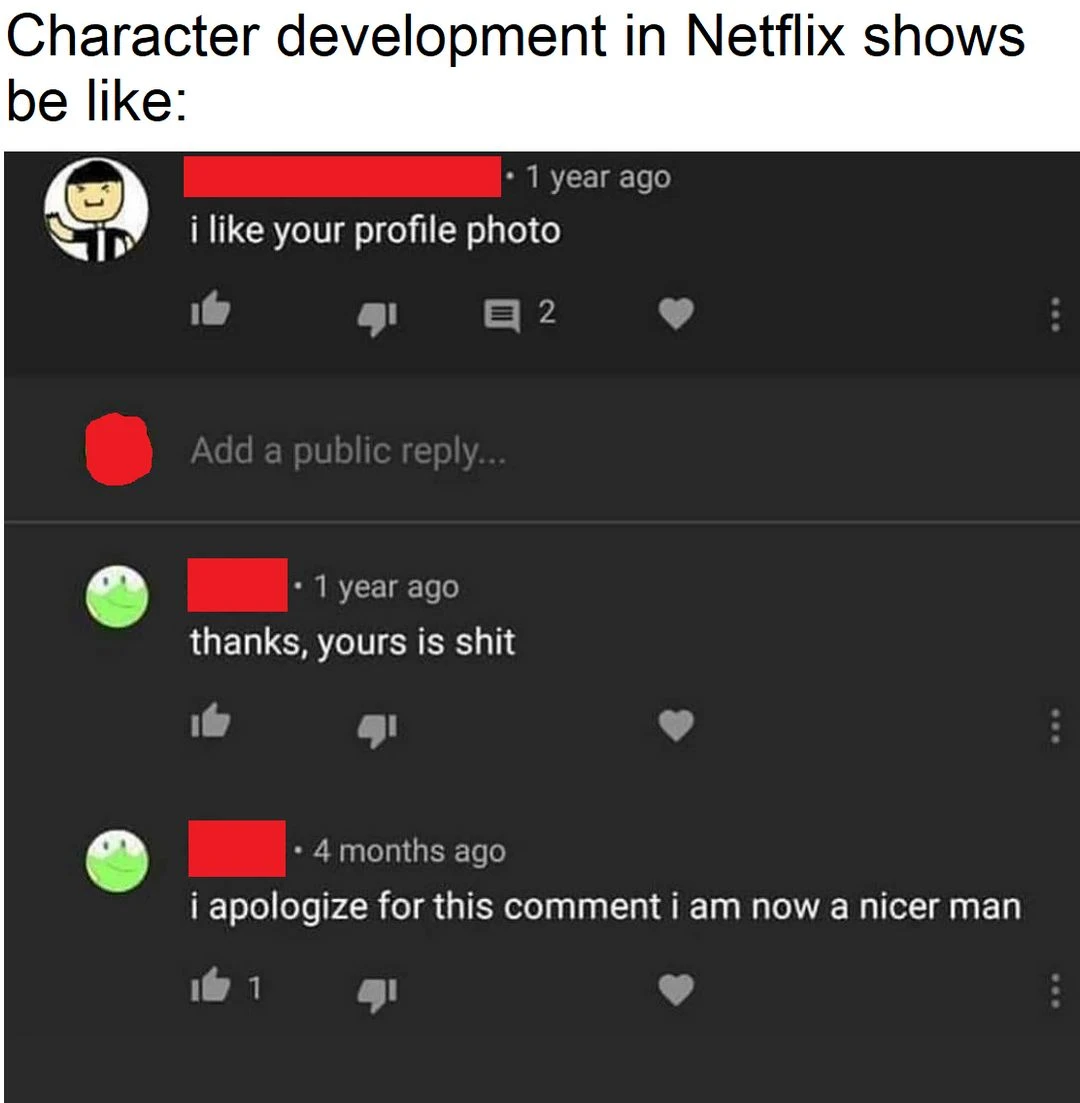 Character development in Netflix shows
be like:
• 1 year ago
i like your profile photo
2
Add a public reply...
• 1 year ago
thanks, yours is shit
• 4 months ago
i apologize for this comment i am now a nicer man
1